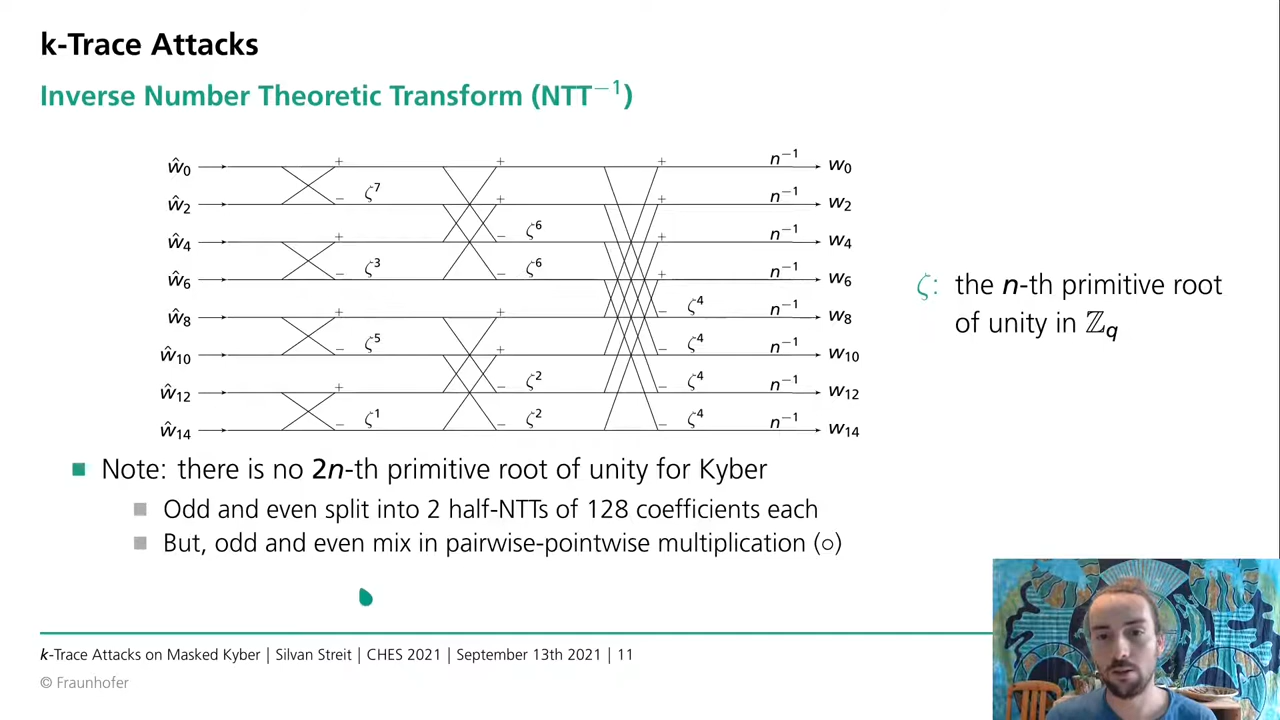 k-Trace Attacks
Inverse Number Theoretic Transform (NTT⁻¹)
ŵ₀ + + + n⁻¹ w₀
ŵ₂ − ζ⁷ + + n⁻¹ w₂
ŵ₄ + − ζ⁶ + n⁻¹ w₄
ŵ₆ − ζ³ − ζ⁶ + n⁻¹ w₆
ŵ₈ + + − ζ⁴ n⁻¹ w₈
ŵ₁₀ − ζ⁵ + − ζ⁴ n⁻¹ w₁₀
ŵ₁₂ + − ζ² − ζ⁴ n⁻¹ w₁₂
ŵ₁₄ − ζ¹ − ζ² − ζ⁴ n⁻¹ w₁₄
ζ: the n-th primitive root
of unity in ℤq
Note: there is no 2n-th primitive root of unity for Kyber
Odd and even split into 2 half-NTTs of 128 coefficients each
But, odd and even mix in pairwise-pointwise multiplication (∘)
k-Trace Attacks on Masked Kyber | Silvan Streit | CHES 2021 | September 13th 2021 | 11
© Fraunhofer